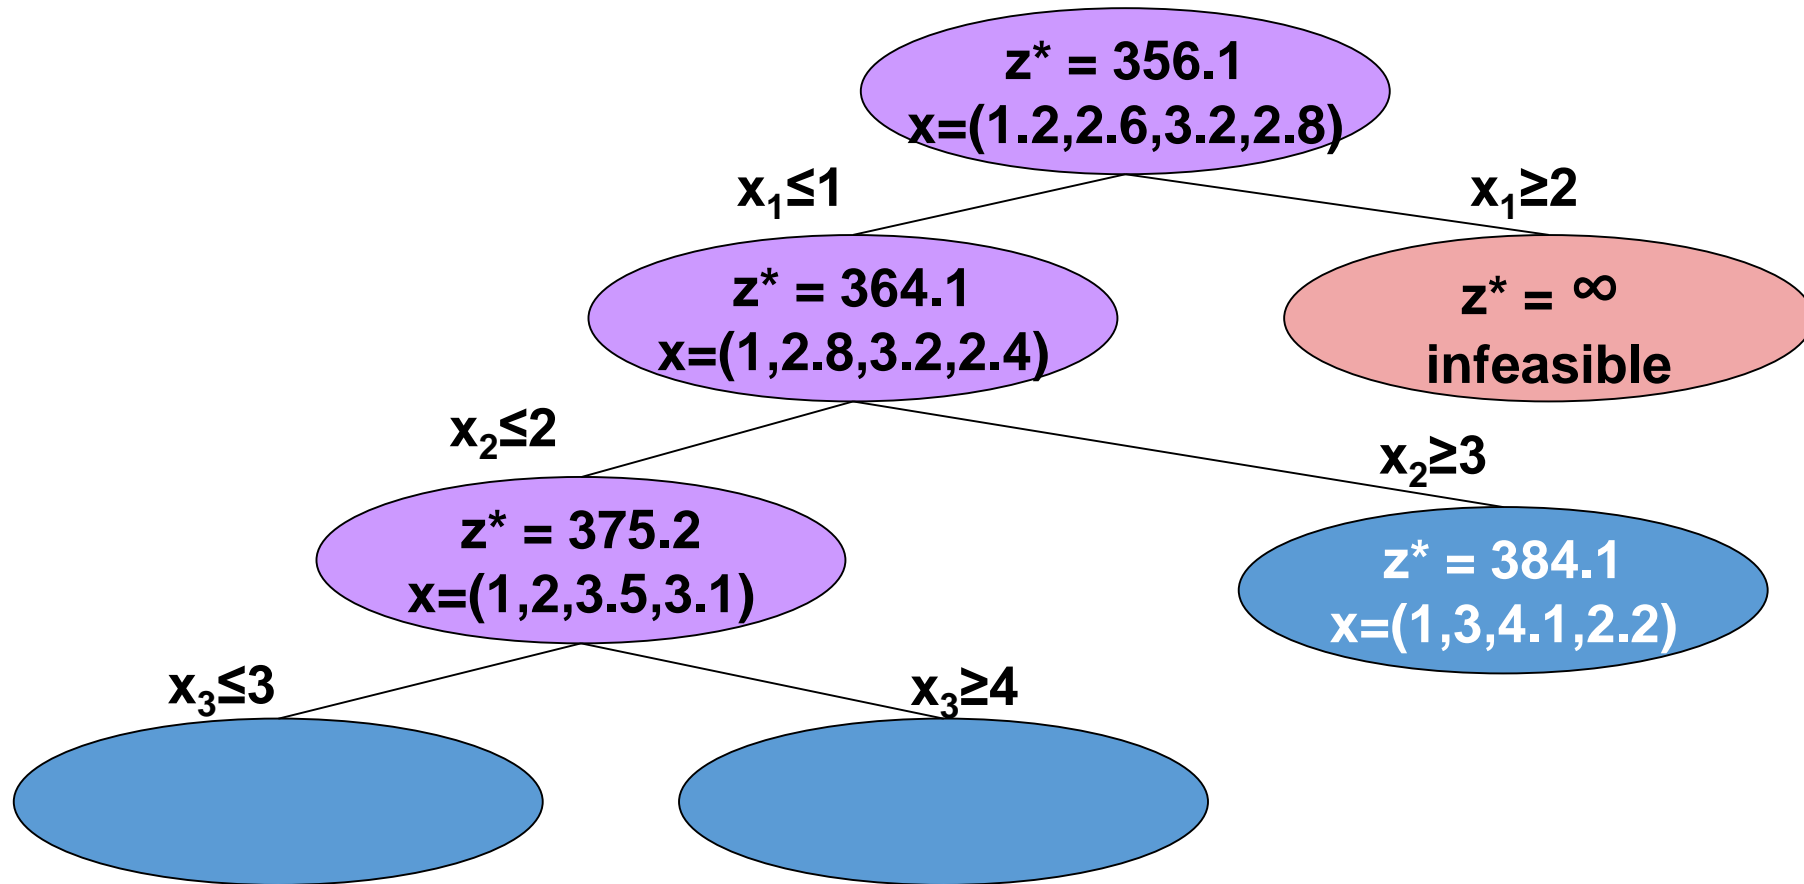 z* = 356.1
x=(1.2,2.6,3.2,2.8)
x₁≤1
x₁≥2
z* = 364.1
x=(1,2.8,3.2,2.4)
z* = ∞
infeasible
x₂≤2
x₂≥3
z* = 375.2
x=(1,2,3.5,3.1)
z* = 384.1
x=(1,3,4.1,2.2)
x₃≤3
x₃≥4